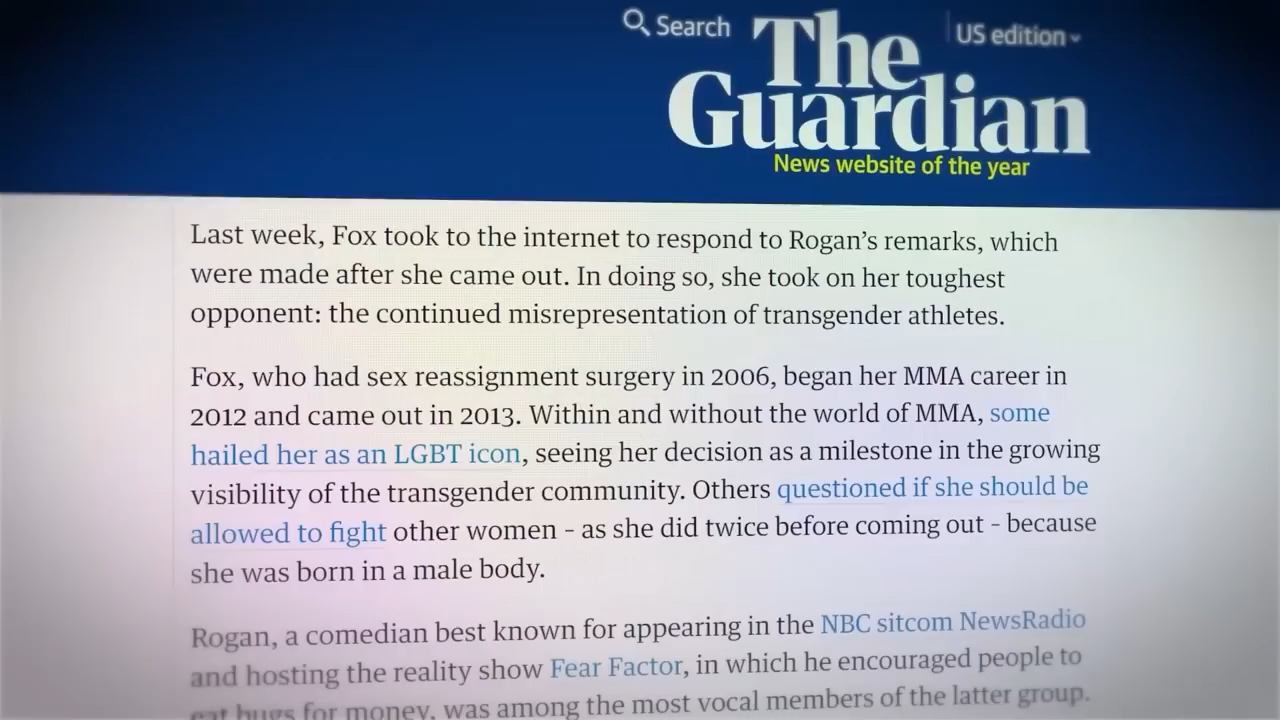 Search
US edition
The
Guardian
News website of the year
Last week, Fox took to the internet to respond to Rogan’s remarks, which
were made after she came out. In doing so, she took on her toughest
opponent: the continued misrepresentation of transgender athletes.
Fox, who had sex reassignment surgery in 2006, began her MMA career in
2012 and came out in 2013. Within and without the world of MMA, some
hailed her as an LGBT icon, seeing her decision as a milestone in the growing
visibility of the transgender community. Others questioned if she should be
allowed to fight other women – as she did twice before coming out – because
she was born in a male body.
Rogan, a comedian best known for appearing in the NBC sitcom NewsRadio
and hosting the reality show Fear Factor, in which he encouraged people to
eat bugs for money, was among the most vocal members of the latter group.